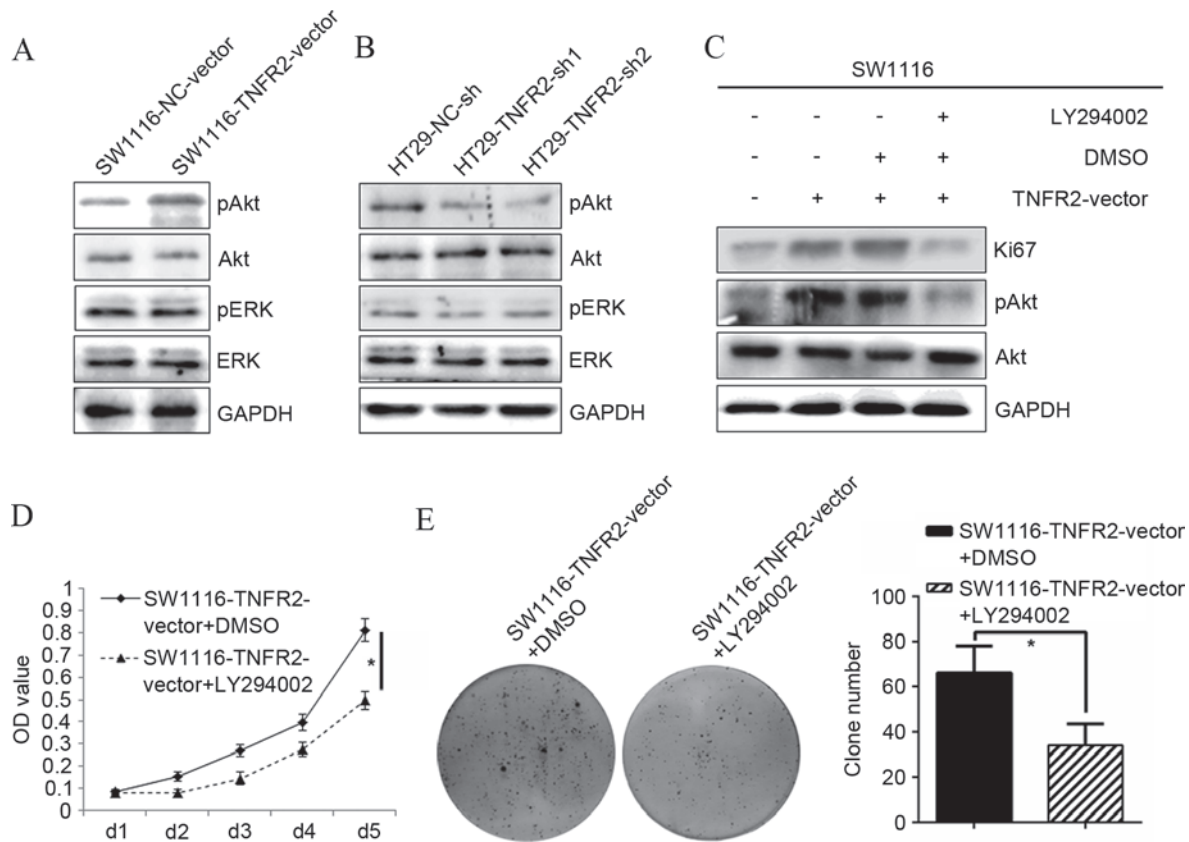 A
SW1116-NC-vector
SW1116-TNFR2-vector
pAkt
Akt
pERK
ERK
GAPDH
B
HT29-NC-sh
HT29-TNFR2-sh1
HT29-TNFR2-sh2
pAkt
Akt
pERK
ERK
GAPDH
C
SW1116
- - - + LY294002
- - + + DMSO
- + + + TNFR2-vector
Ki67
pAkt
Akt
GAPDH
D
OD value
1
0.9
0.8
0.7
0.6
0.5
0.4
0.3
0.2
0.1
0
d1 d2 d3 d4 d5
SW1116-TNFR2-
vector+DMSO
SW1116-TNFR2-
vector+LY294002
*
E
SW1116-TNFR2-vector
+DMSO
SW1116-TNFR2-vector
+LY294002
SW1116-TNFR2-vector
+DMSO
SW1116-TNFR2-vector
+LY294002
Clone number
100
80
60
40
20
0
*